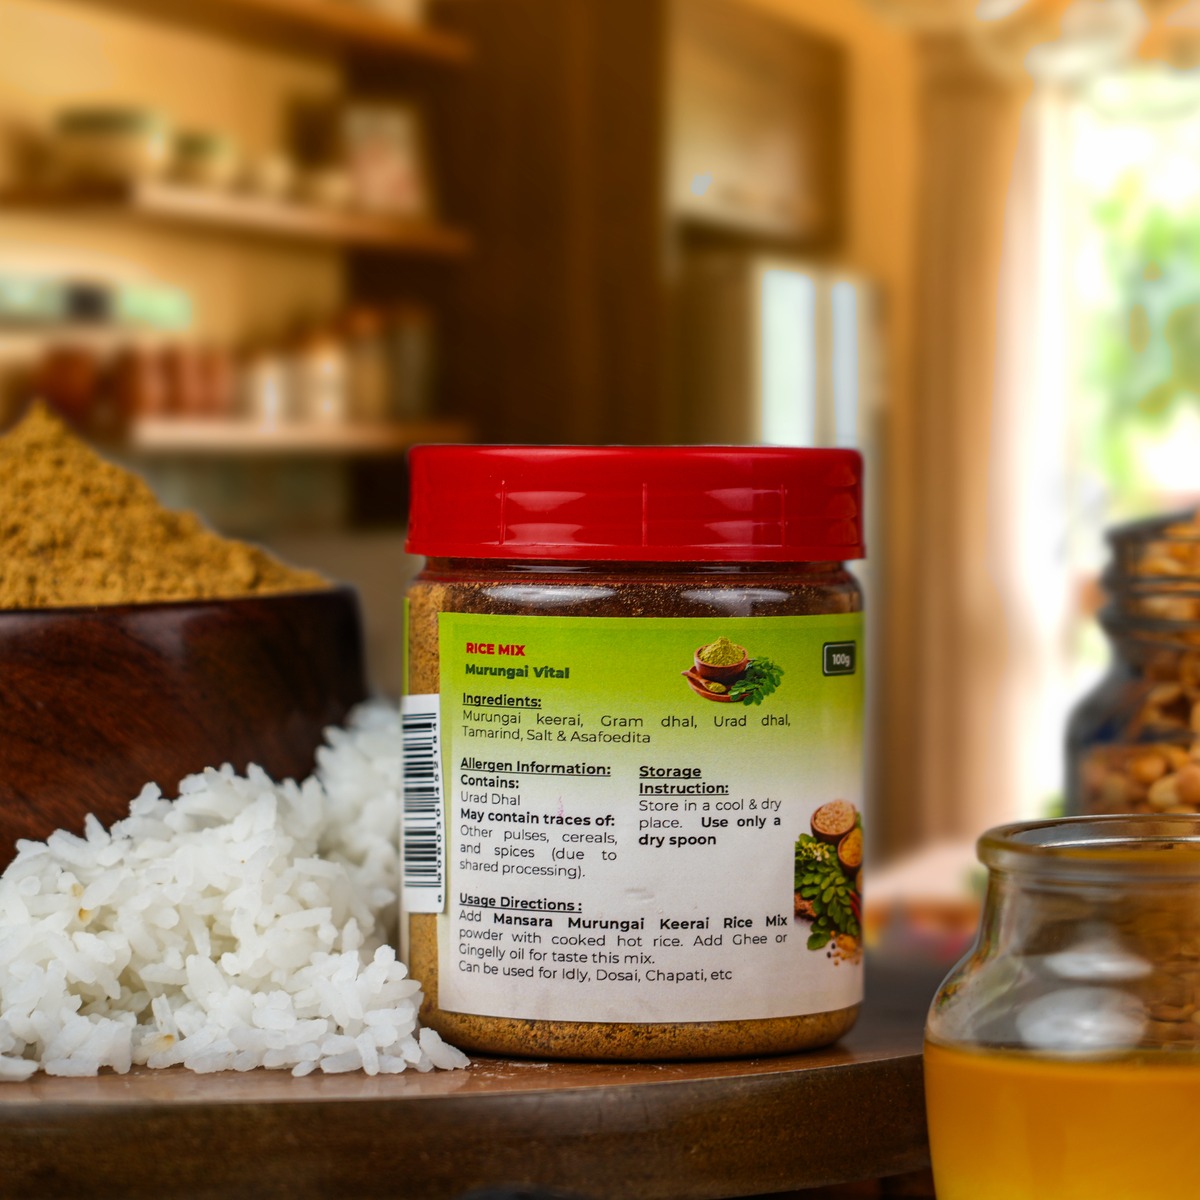 RICE MIX
Murungai Vital
100g
Ingredients:
Murungai keerai, Gram dhal, Urad dhal,
Tamarind, Salt & Asafoedita
Allergen Information:
Contains:
Urad Dhal
May contain traces of:
Other pulses, cereals,
and spices (due to
shared processing).
Storage
Instruction:
Store in a cool & dry
place. Use only a
dry spoon
Usage Directions :
Add Mansara Murungai Keerai Rice Mix
powder with cooked hot rice. Add Ghee or
Gingelly oil for taste this mix.
Can be used for Idly, Dosai, Chapati, etc